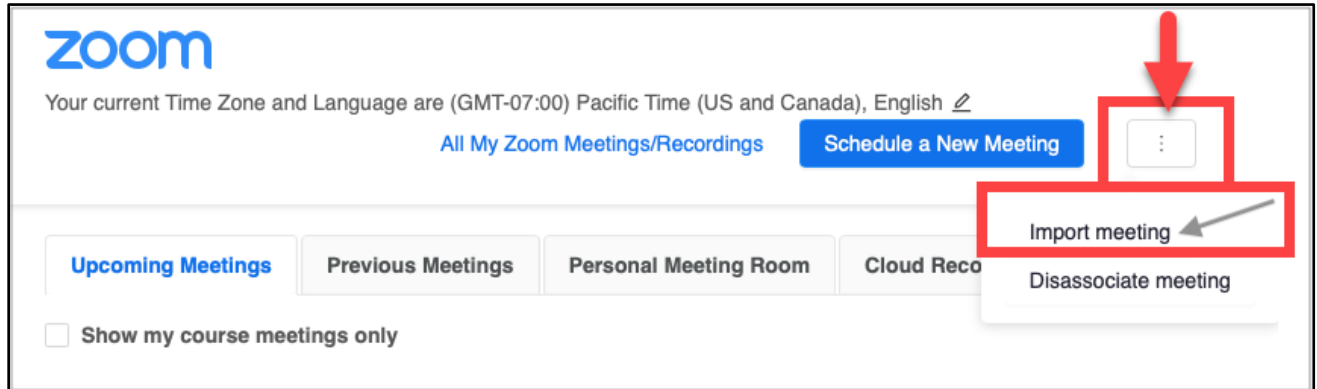 zoom
Your current Time Zone and Language are (GMT-07:00) Pacific Time (US and Canada), English
All My Zoom Meetings/Recordings Schedule a New Meeting
Import meeting
Upcoming Meetings Previous Meetings Personal Meeting Room Cloud Reco
Disassociate meeting
Show my course meetings only